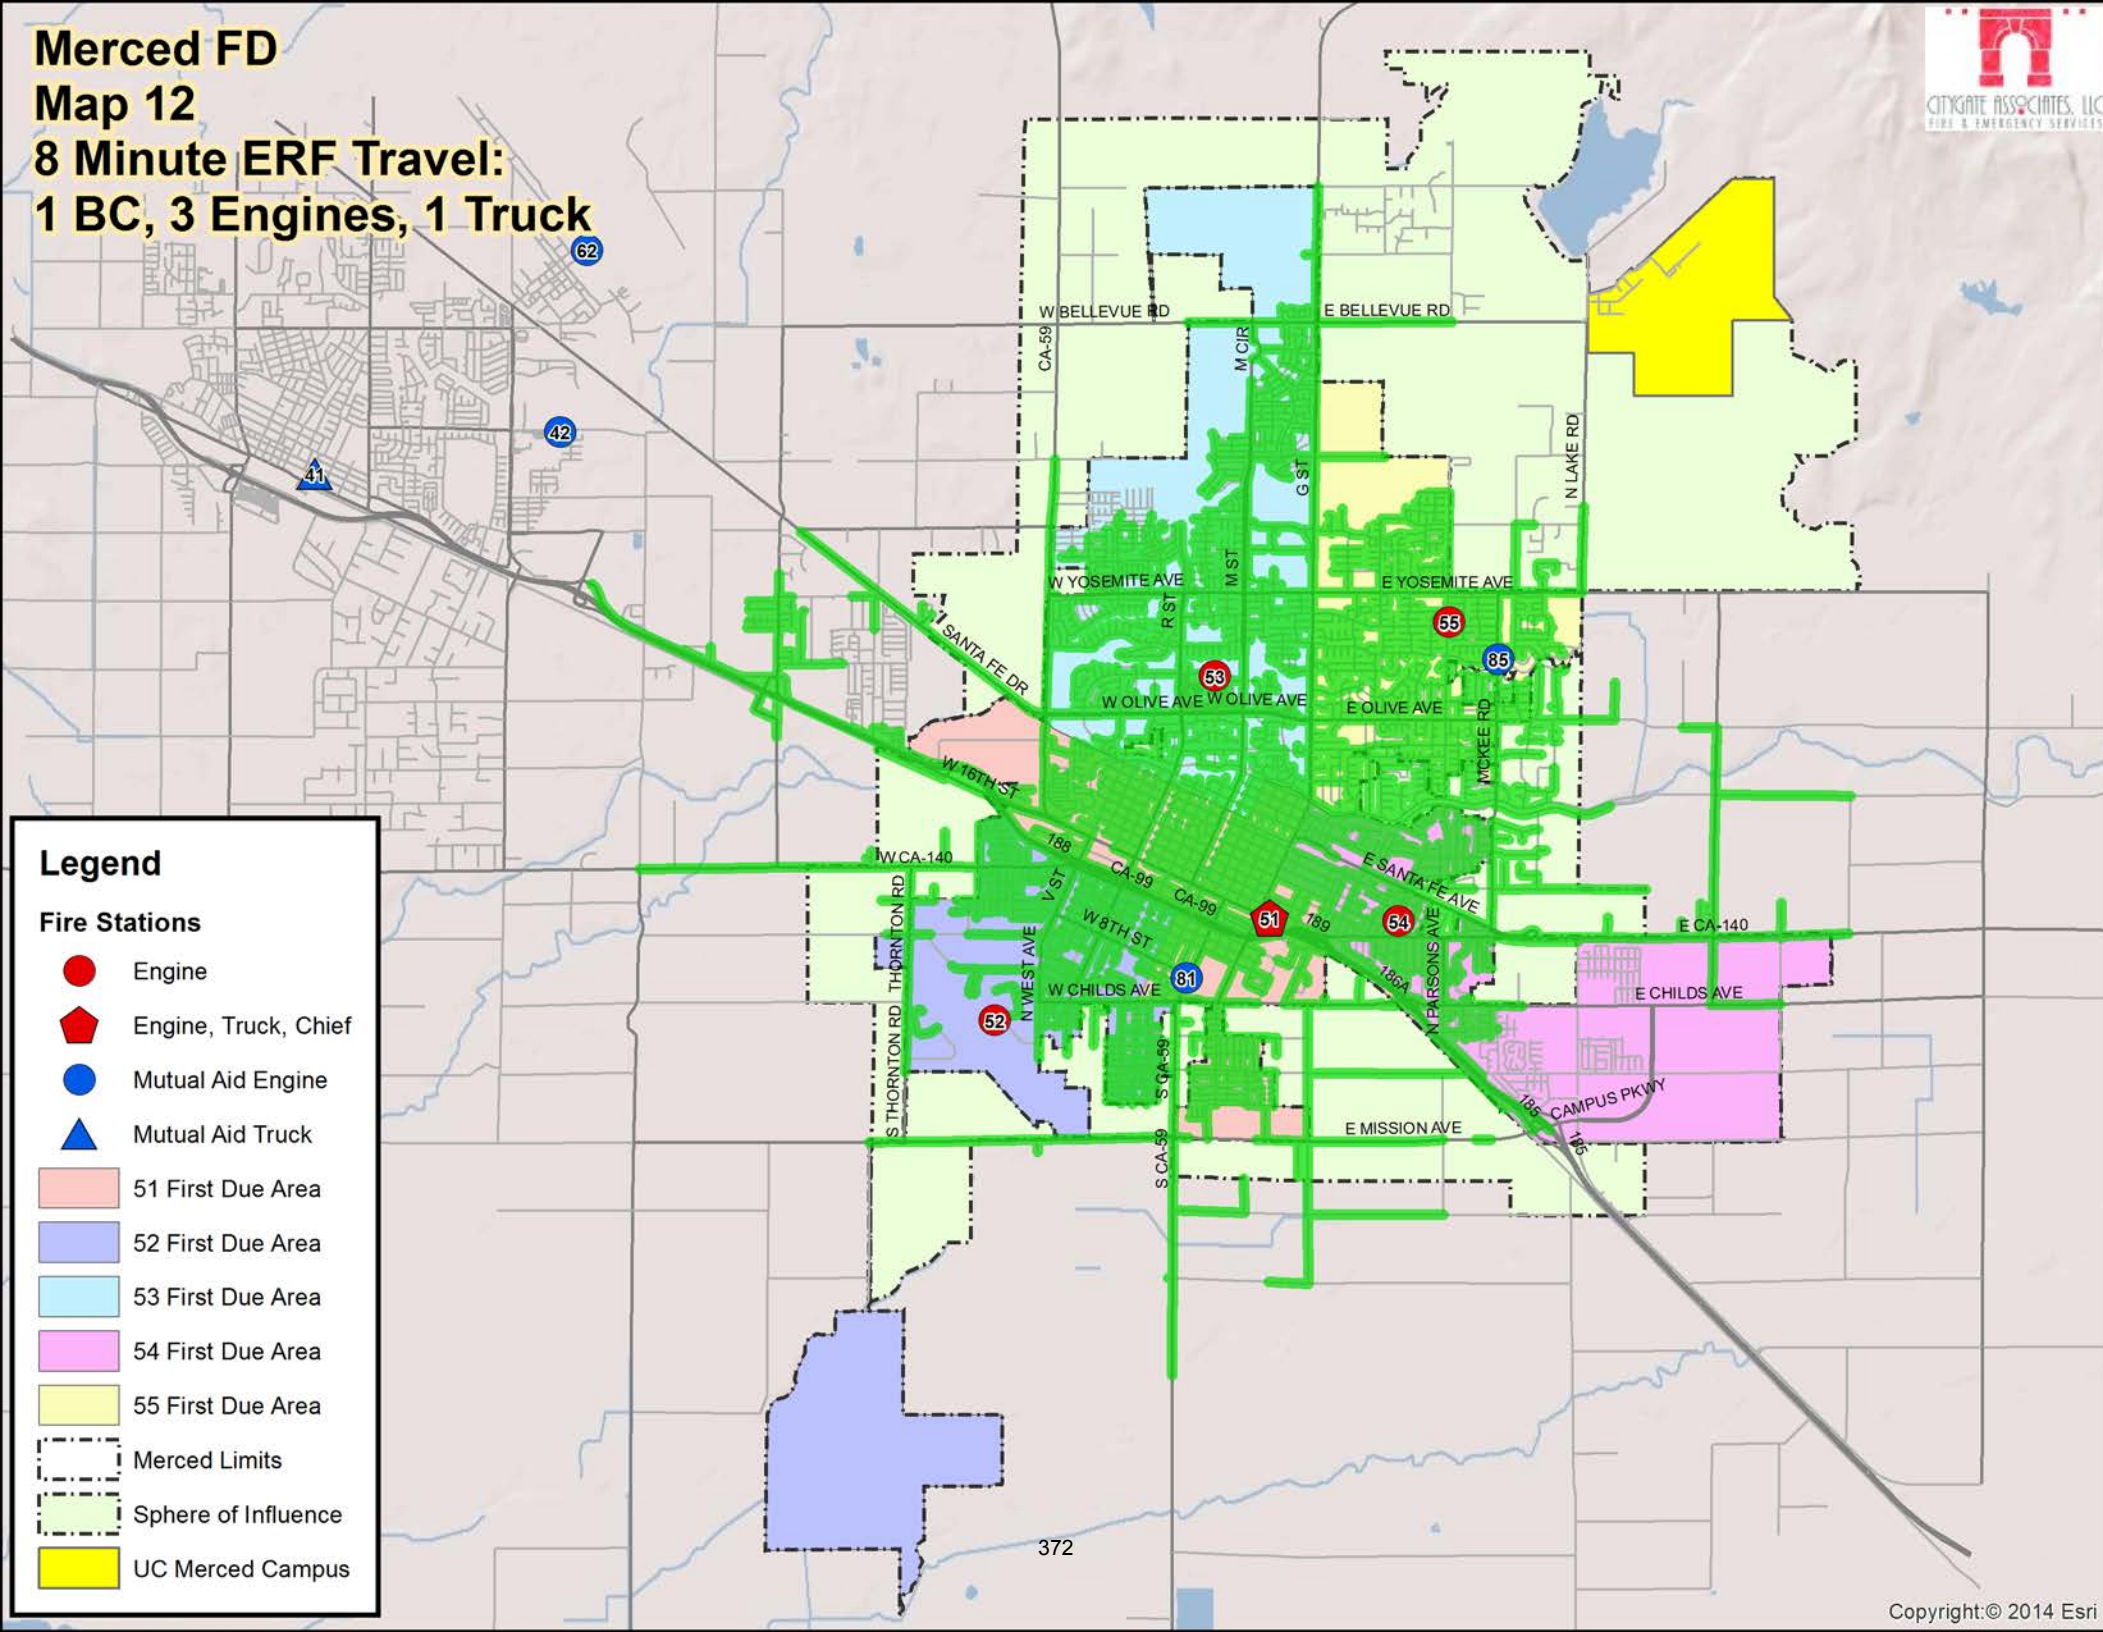 Merced FD
Map 12
8 Minute ERF Travel:
1 BC, 3 Engines, 1 Truck
CITYGATE ASSOCIATES, LLC
FIRE & EMERGENCY SERVICES
62
42
41
W BELLEVUE RD
E BELLEVUE RD
CA-59
M CIR
G ST
N LAKE RD
W YOSEMITE AVE
M ST
E YOSEMITE AVE
R ST
55
85
53
SANTA FE DR
W OLIVE AVE
W OLIVE AVE
E OLIVE AVE
MCKEE RD
W 16TH ST
188
W CA-140
CA-99
V ST
CA-99
E SANTA FE AVE
THORNTON RD
W 8TH ST
51
189
54
N PARSONS AVE
E CA-140
N WEST AVE
81
186A
W CHILDS AVE
E CHILDS AVE
52
S THORNTON RD
S CA-59
185
CAMPUS PKWY
E MISSION AVE
185
S CA-59
Legend
Fire Stations
Engine
Engine, Truck, Chief
Mutual Aid Engine
Mutual Aid Truck
51 First Due Area
52 First Due Area
53 First Due Area
54 First Due Area
55 First Due Area
Merced Limits
Sphere of Influence
UC Merced Campus
372
Copyright:© 2014 Esri